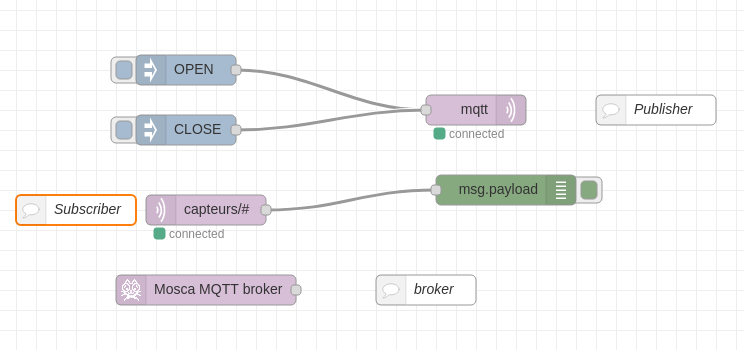 OPEN
mqtt
Publisher
connected
CLOSE
msg.payload
Subscriber
capteurs/#
connected
Mosca MQTT broker
broker